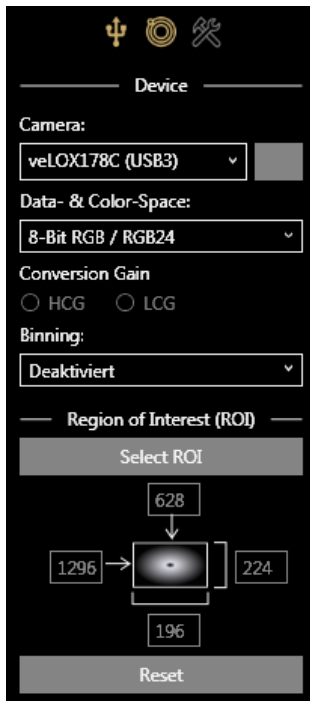 Device
Camera:
veLOX178C (USB3)
Data- & Color-Space:
8-Bit RGB / RGB24
Conversion Gain
HCG LCG
Binning:
Deaktiviert
Region of Interest (ROI)
Select ROI
628
1296 224
196
Reset